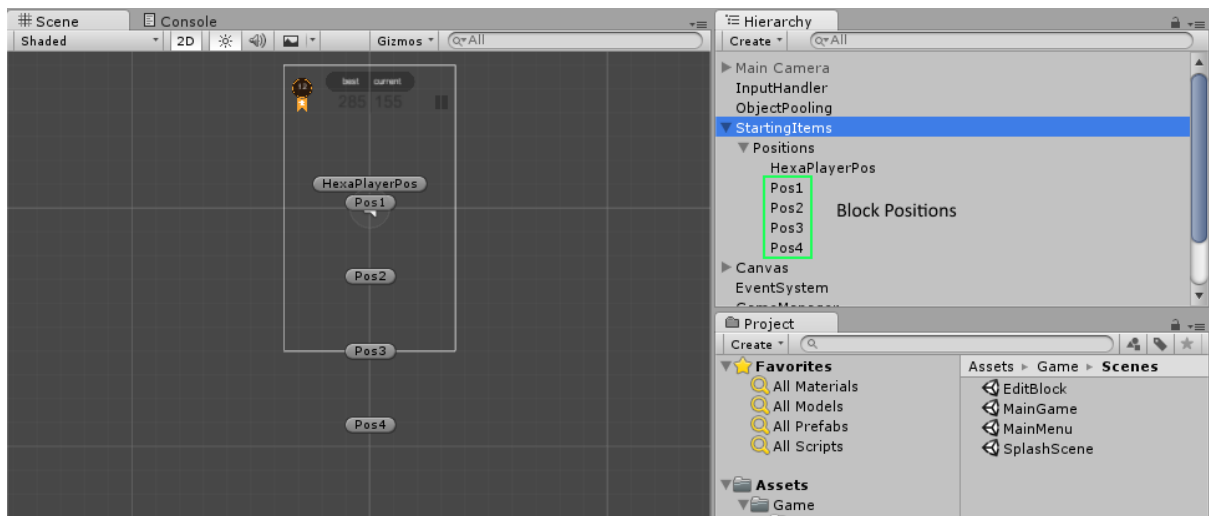 Scene
Console
Shaded
2D
Gizmos
All
12
best current
285 155
HexaPlayerPos
Pos1
Pos2
Pos3
Pos4
Hierarchy
Create
All
Main Camera
InputHandler
ObjectPooling
StartingItems
Positions
HexaPlayerPos
Pos1
Pos2
Pos3
Pos4
Block Positions
Canvas
EventSystem
GameManager
Project
Create
Favorites
All Materials
All Models
All Prefabs
All Scripts
Assets
Game
Assets Game Scenes
EditBlock
MainGame
MainMenu
SplashScene